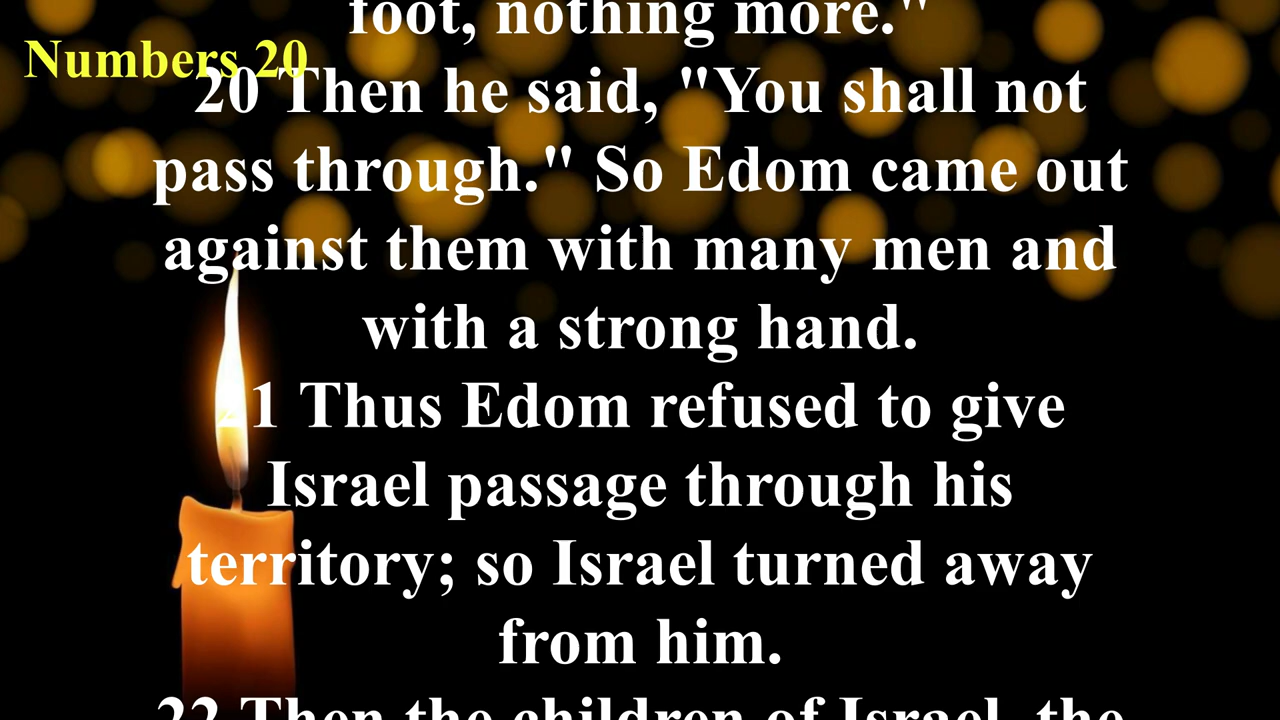 foot, nothing more."
Numbers 20
20 Then he said, "You shall not
pass through." So Edom came out
against them with many men and
with a strong hand.
21 Thus Edom refused to give
Israel passage through his
territory; so Israel turned away
from him.
22 Then the children of Israel, the